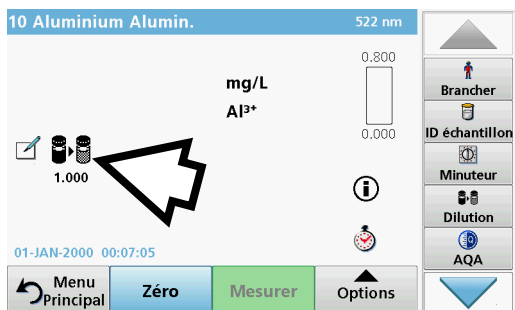 10 Aluminium Alumin.
522 nm
mg/L
Al³⁺
0.800
0.000
1.000
01-JAN-2000 00:07:05
Menu
Principal
Zéro
Mesurer
Options
Brancher
ID échantillon
Minuteur
Dilution
AQA